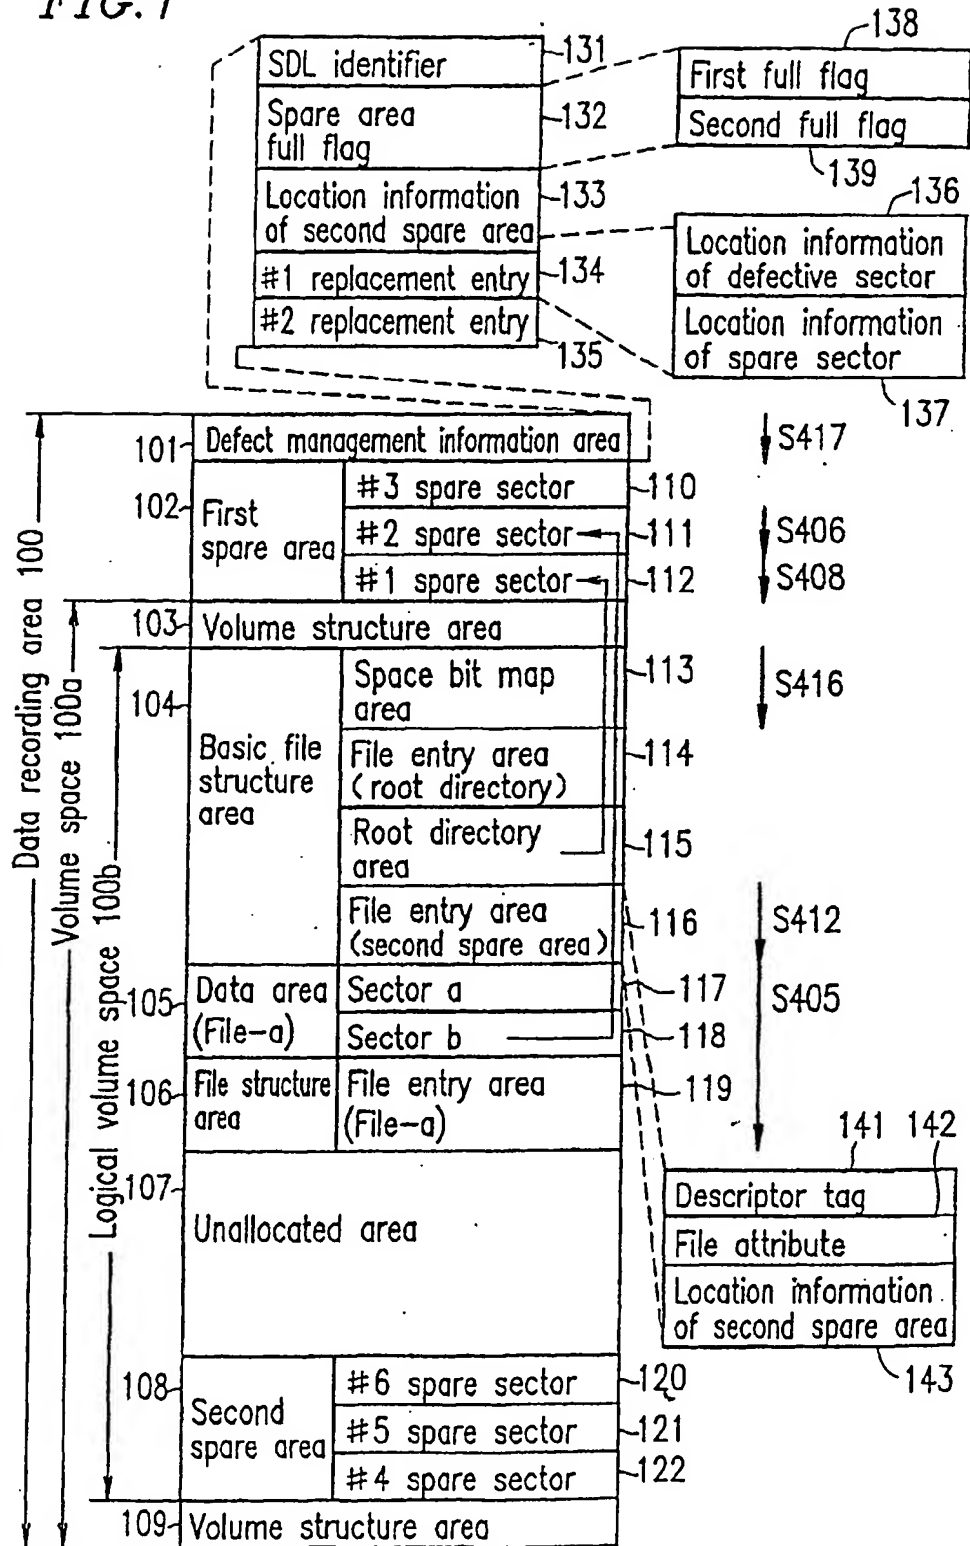 FIG. 1
138
SDL identifier
131
First full flag
Spare area
full flag
132
Second full flag
139
Location information
of second spare area
133
136
Location information
of defective sector
#1 replacement entry
134
#2 replacement entry
135
Location information
of spare sector
137
101
Defect management information area
S417
102
First
spare area
#3 spare sector
110
#2 spare sector
111
S406
#1 spare sector
112
S408
103
Volume structure area
104
Basic file
structure
area
Space bit map
area
113
S416
File entry area
(root directory)
114
Root directory
area
115
File entry area
(second spare area)
116
S412
105
Data area
(File-a)
Sector a
117
S405
Sector b
118
106
File structure
area
File entry area
(File-a)
119
141
142
Descriptor tag
File attribute
Location information
of second spare area
143
107
Unallocated area
108
Second
spare area
#6 spare sector
120
#5 spare sector
121
#4 spare sector
122
109
Volume structure area
Data recording area 100
Volume space 100a
Logical volume space 100b